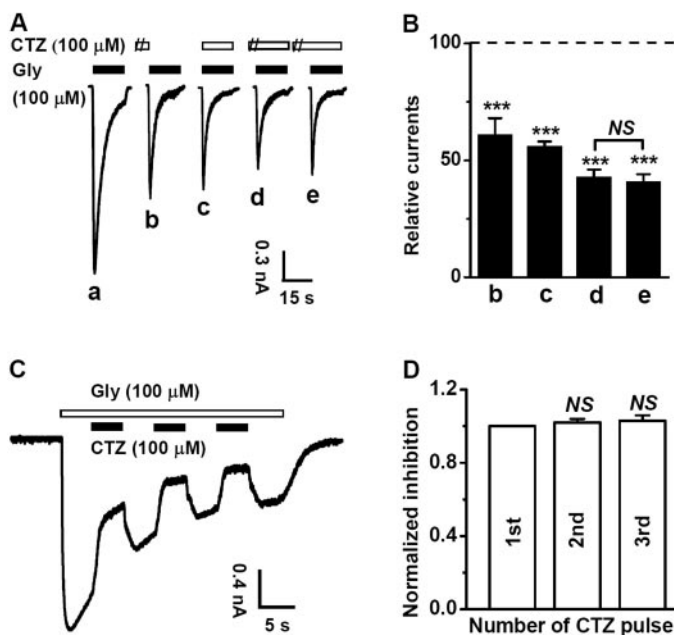 A
CTZ (100 µM)
Gly
(100 µM)
a
b
c
d
e
0.3 nA
15 s
B
Relative currents
100
50
0
***
***
***
***
NS
b
c
d
e
C
Gly (100 µM)
CTZ (100 µM)
0.4 nA
5 s
D
Normalized inhibition
1.2
0.8
0.4
0.0
NS
NS
1st
2nd
3rd
Number of CTZ pulse